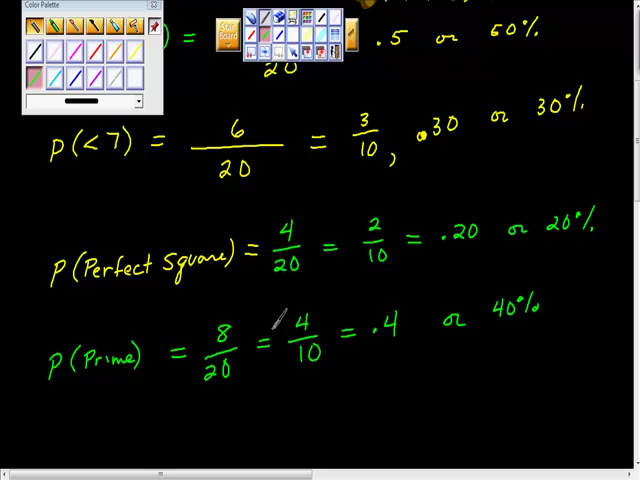 Color Palette
Star Board
) = 20 .5 or 50%
P(<7) = 6/20 = 3/10, .30 or 30%
P(Perfect Square) = 4/20 = 2/10 = .20 or 20%
P(Prime) = 8/20 = 4/10 = .4 or 40%